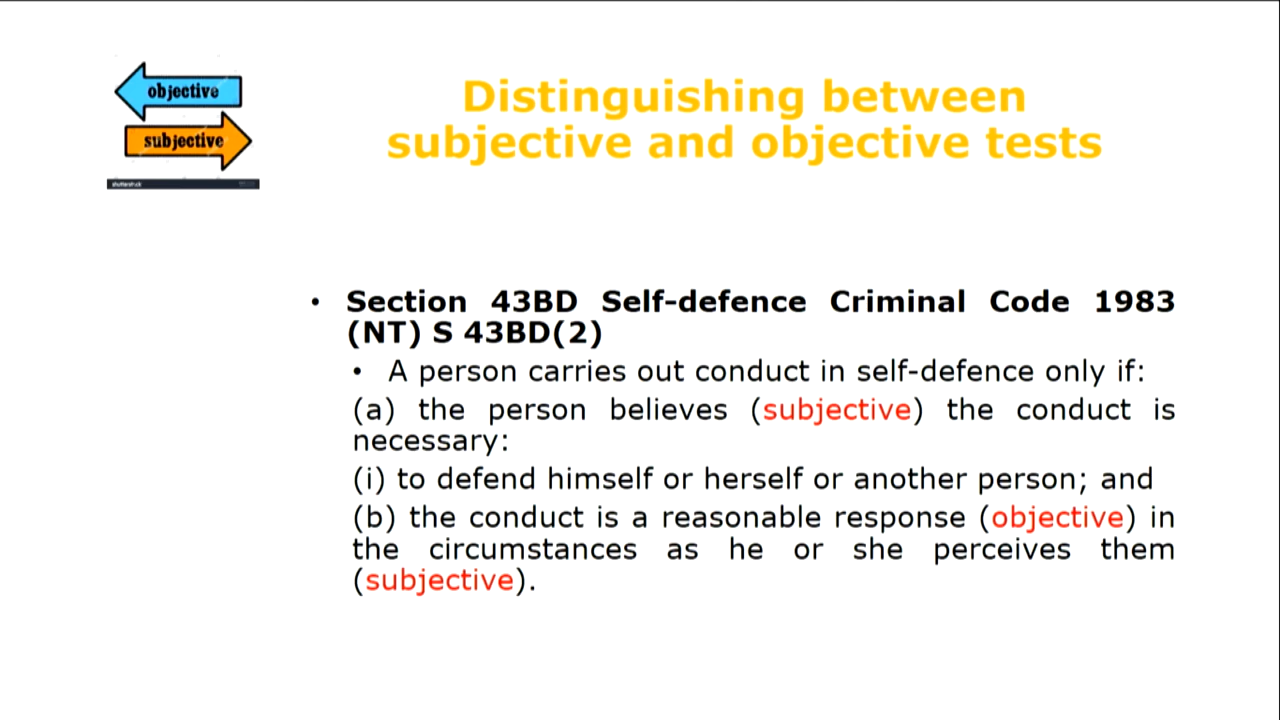 objective
subjective
shutterstock
Distinguishing between
subjective and objective tests
• Section 43BD Self-defence Criminal Code 1983
(NT) S 43BD(2)
• A person carries out conduct in self-defence only if:
(a) the person believes (subjective) the conduct is
necessary:
(i) to defend himself or herself or another person; and
(b) the conduct is a reasonable response (objective) in
the circumstances as he or she perceives them
(subjective).